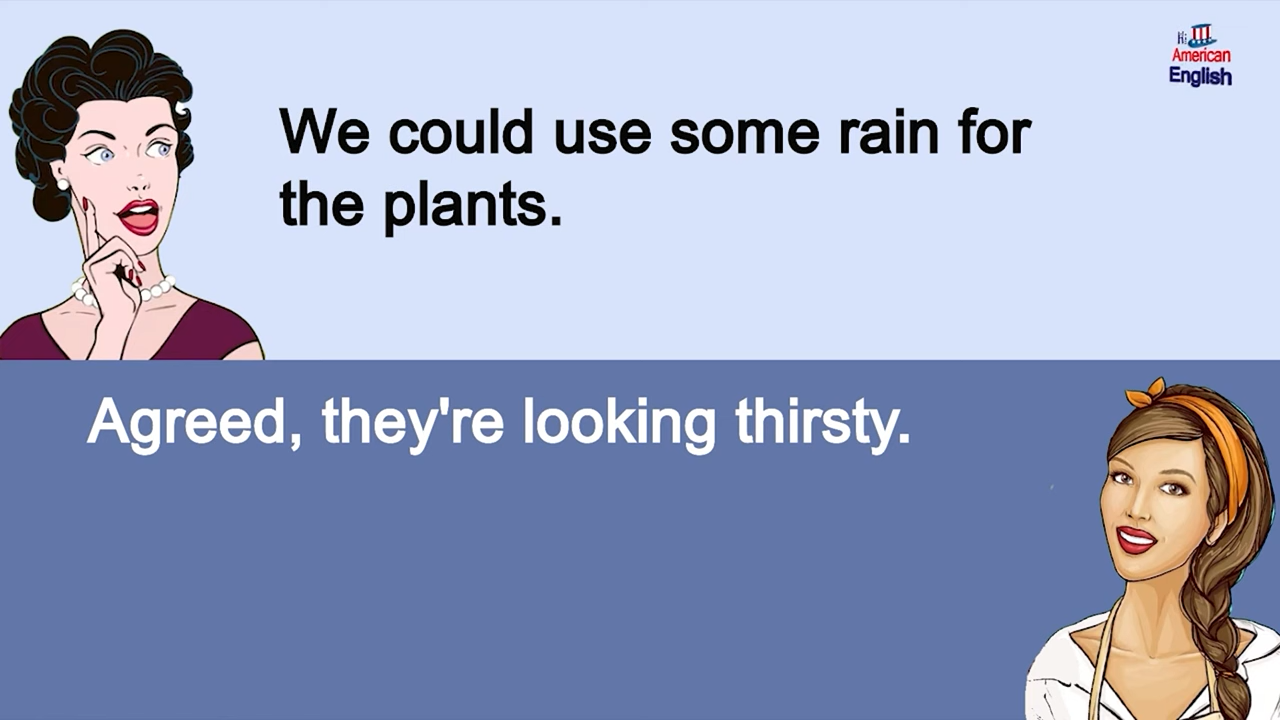 Hi
American
English
We could use some rain for
the plants.
Agreed, they're looking thirsty.